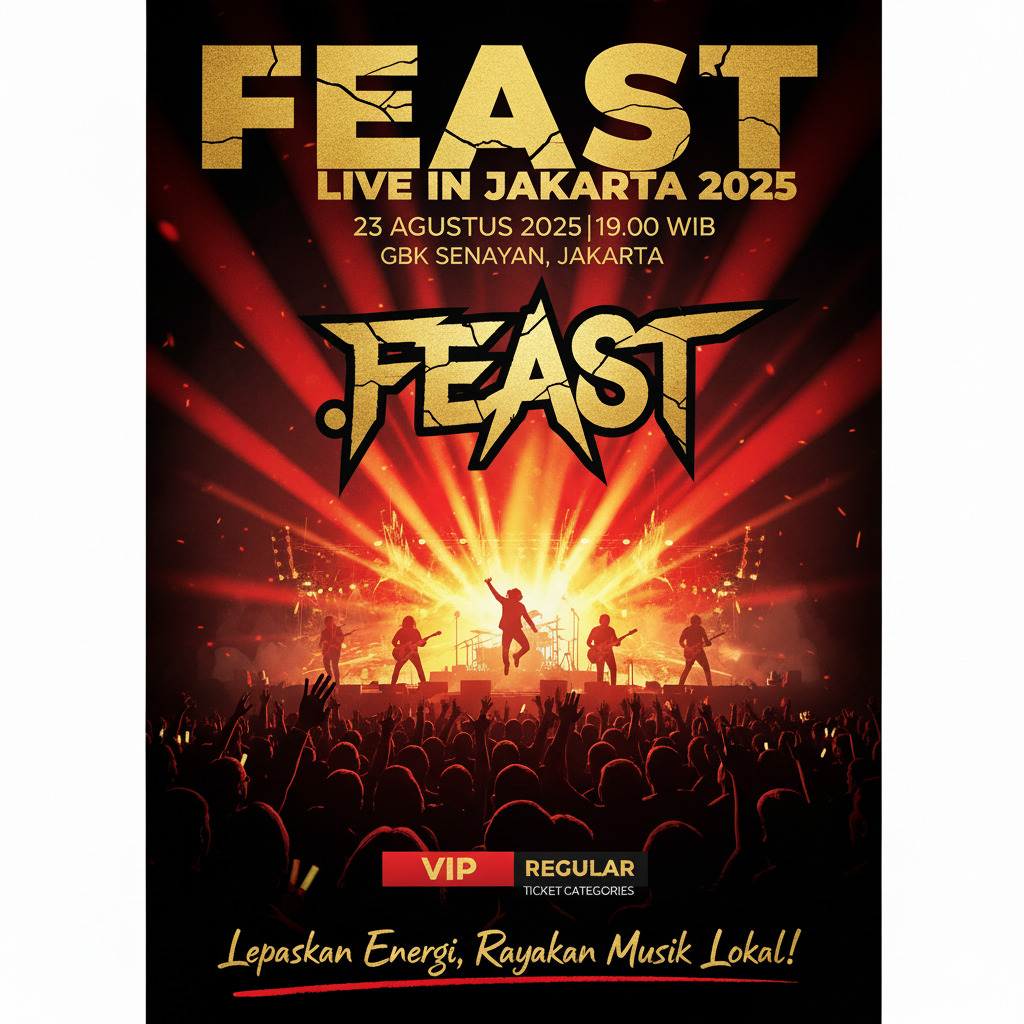 FEAST
LIVE IN JAKARTA 2025
23 AGUSTUS 2025|19.00 WIB
GBK SENAYAN, JAKARTA
.FEAST
VIP REGULAR
TICKET CATEGORIES
Lepaskan Energi, Rayakan Musik Lokal!